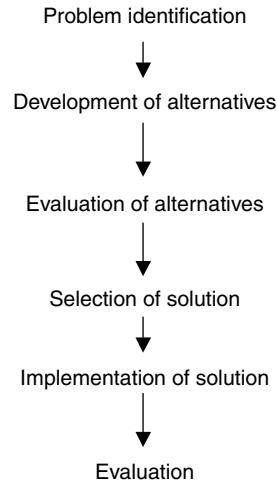 Problem identification
Development of alternatives
Evaluation of alternatives
Selection of solution
Implementation of solution
Evaluation